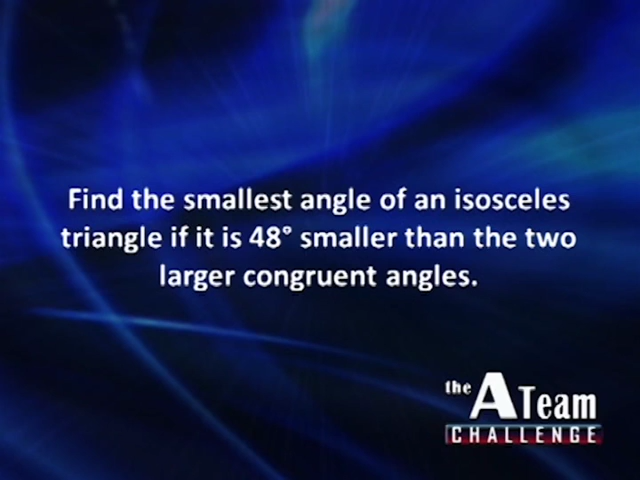 Find the smallest angle of an isosceles
triangle if it is 48° smaller than the two
larger congruent angles.
the A Team
CHALLENGE